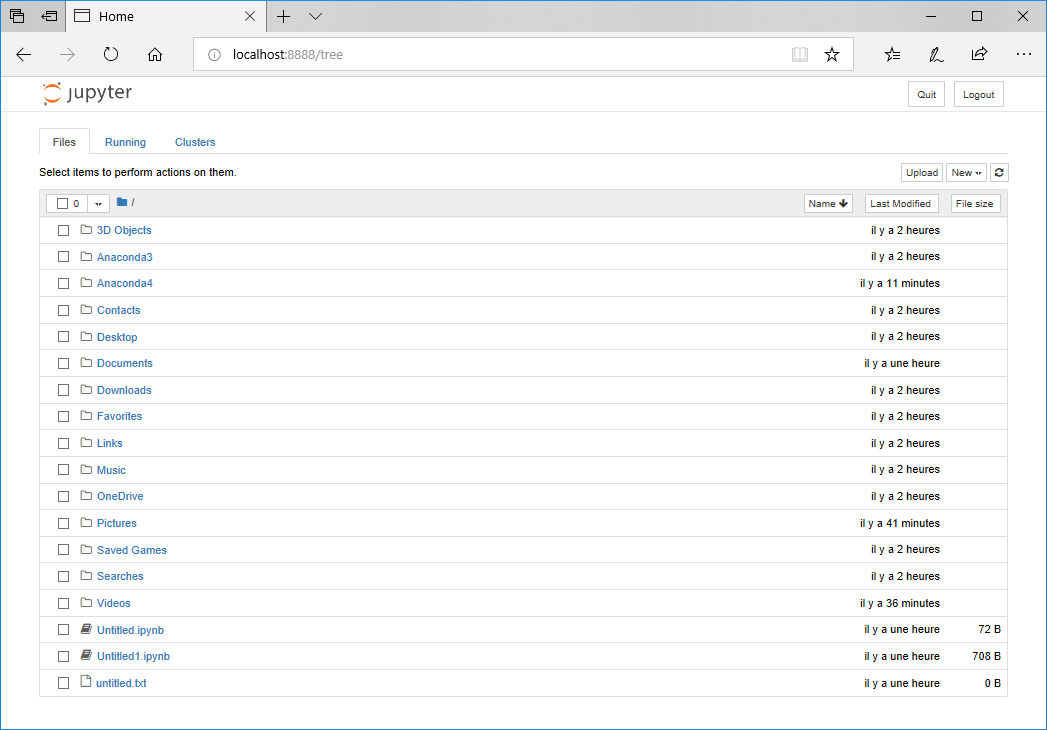 Home
localhost:8888/tree
jupyter
Quit Logout
Files Running Clusters
Select items to perform actions on them.
Upload New
0 / Name Last Modified File size
3D Objects il y a 2 heures
Anaconda3 il y a 2 heures
Anaconda4 il y a 11 minutes
Contacts il y a 2 heures
Desktop il y a 2 heures
Documents il y a une heure
Downloads il y a 2 heures
Favorites il y a 2 heures
Links il y a 2 heures
Music il y a 2 heures
OneDrive il y a 2 heures
Pictures il y a 41 minutes
Saved Games il y a 2 heures
Searches il y a 2 heures
Videos il y a 36 minutes
Untitled.ipynb il y a une heure 72 B
Untitled1.ipynb il y a une heure 708 B
untitled.txt il y a une heure 0 B